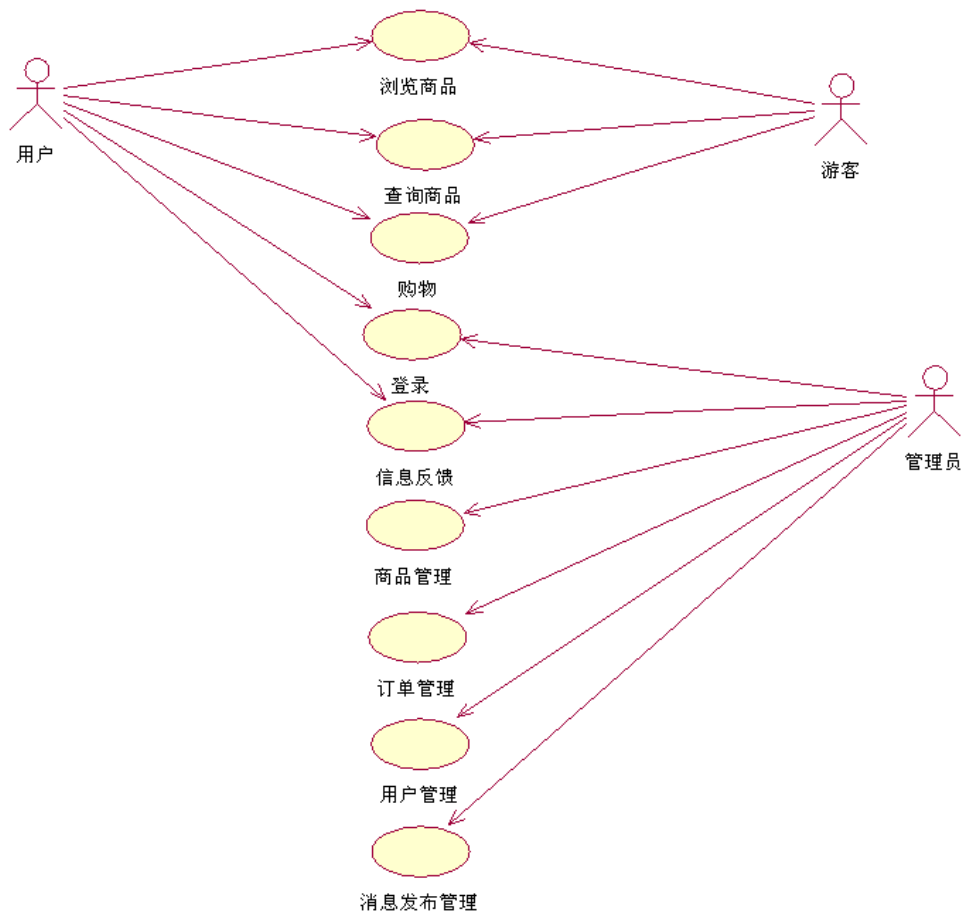 浏览商品
用户
游客
查询商品
购物
登录
管理员
信息反馈
商品管理
订单管理
用户管理
消息发布管理